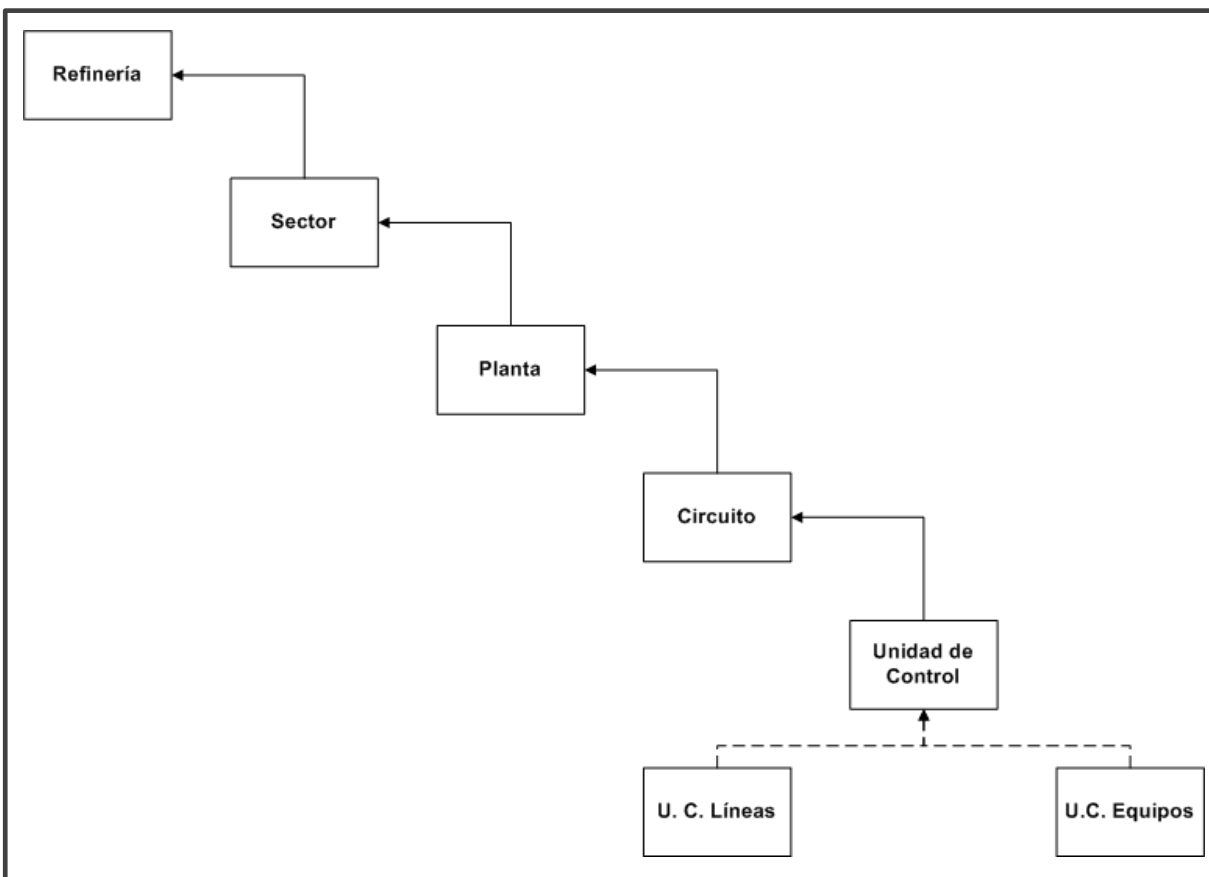 Refinería
Sector
Planta
Circuito
Unidad de
Control
U. C. Líneas
U.C. Equipos